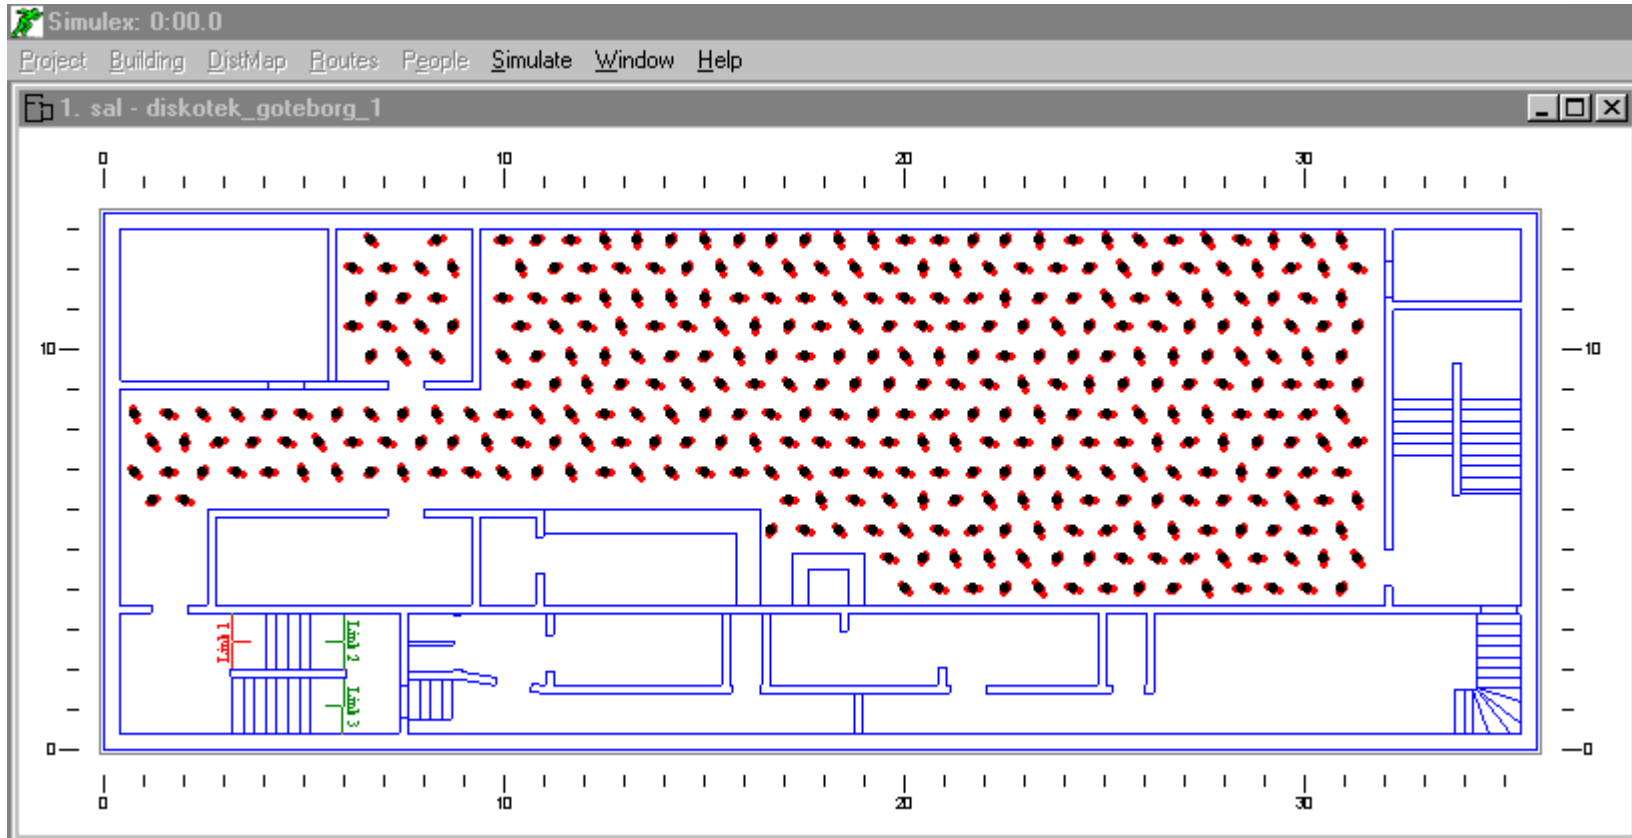 Simulex: 0:00.0
Project Building DistMap Routes People Simulate Window Help
1. sal - diskotek_goteborg_1
0 10 20 30
10 10
Link 1 Link 2
Link 3
0 0
0 10 20 30